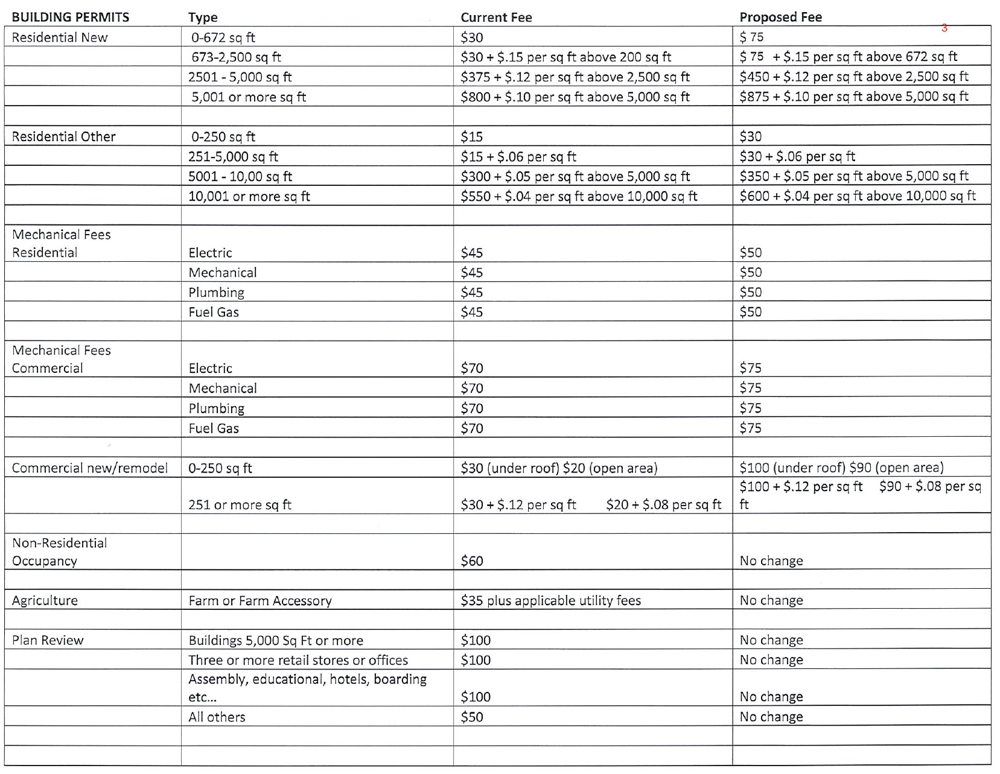 BUILDING PERMITS Type Current Fee Proposed Fee
3
Residential New 0-672 sq ft $30 $ 75
673-2,500 sq ft $30 + $.15 per sq ft above 200 sq ft $ 75 + $.15 per sq ft above 672 sq ft
2501 - 5,000 sq ft $375 + $.12 per sq ft above 2,500 sq ft $450 + $.12 per sq ft above 2,500 sq ft
5,001 or more sq ft $800 + $.10 per sq ft above 5,000 sq ft $875 + $.10 per sq ft above 5,000 sq ft
Residential Other 0-250 sq ft $15 $30
251-5,000 sq ft $15 + $.06 per sq ft $30 + $.06 per sq ft
5001 - 10,00 sq ft $300 + $.05 per sq ft above 5,000 sq ft $350 + $.05 per sq ft above 5,000 sq ft
10,001 or more sq ft $550 + $.04 per sq ft above 10,000 sq ft $600 + $.04 per sq ft above 10,000 sq ft
Mechanical Fees
Residential Electric $45 $50
Mechanical $45 $50
Plumbing $45 $50
Fuel Gas $45 $50
Mechanical Fees
Commercial Electric $70 $75
Mechanical $70 $75
Plumbing $70 $75
Fuel Gas $70 $75
Commercial new/remodel 0-250 sq ft $30 (under roof) $20 (open area) $100 (under roof) $90 (open area)
$100 + $.12 per sq ft $90 + $.08 per sq
251 or more sq ft $30 + $.12 per sq ft $20 + $.08 per sq ft ft
Non-Residential
Occupancy $60 No change
Agriculture Farm or Farm Accessory $35 plus applicable utility fees No change
Plan Review Buildings 5,000 Sq Ft or more $100 No change
Three or more retail stores or offices $100 No change
Assembly, educational, hotels, boarding
etc... $100 No change
All others $50 No change